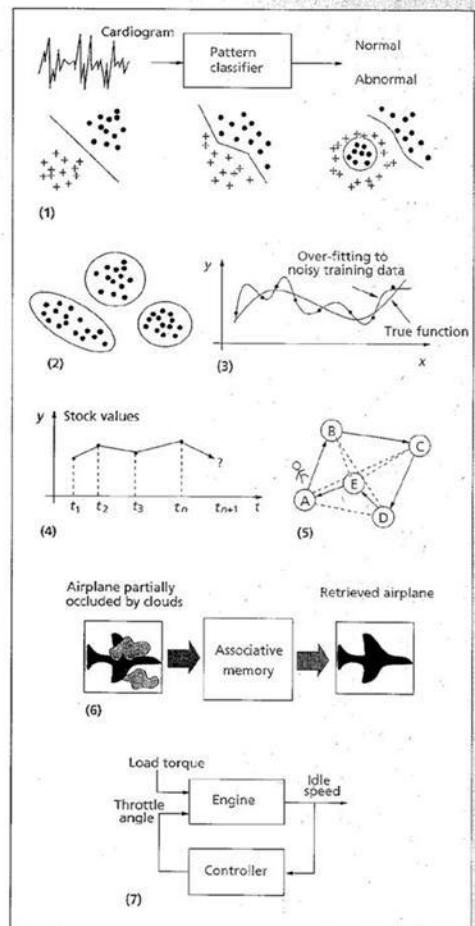 Cardiogram
Pattern
classifier
Normal
Abnormal
(1)
(2)
y
Over-fitting to
noisy training data
True function
x
(3)
y
Stock values
?
t1 t2 t3 tn tn+1 t
(4)
B
C
A
E
D
(5)
Airplane partially
occluded by clouds
Associative
memory
Retrieved airplane
(6)
Load torque
Throttle
angle
Engine
Idle
speed
Controller
(7)